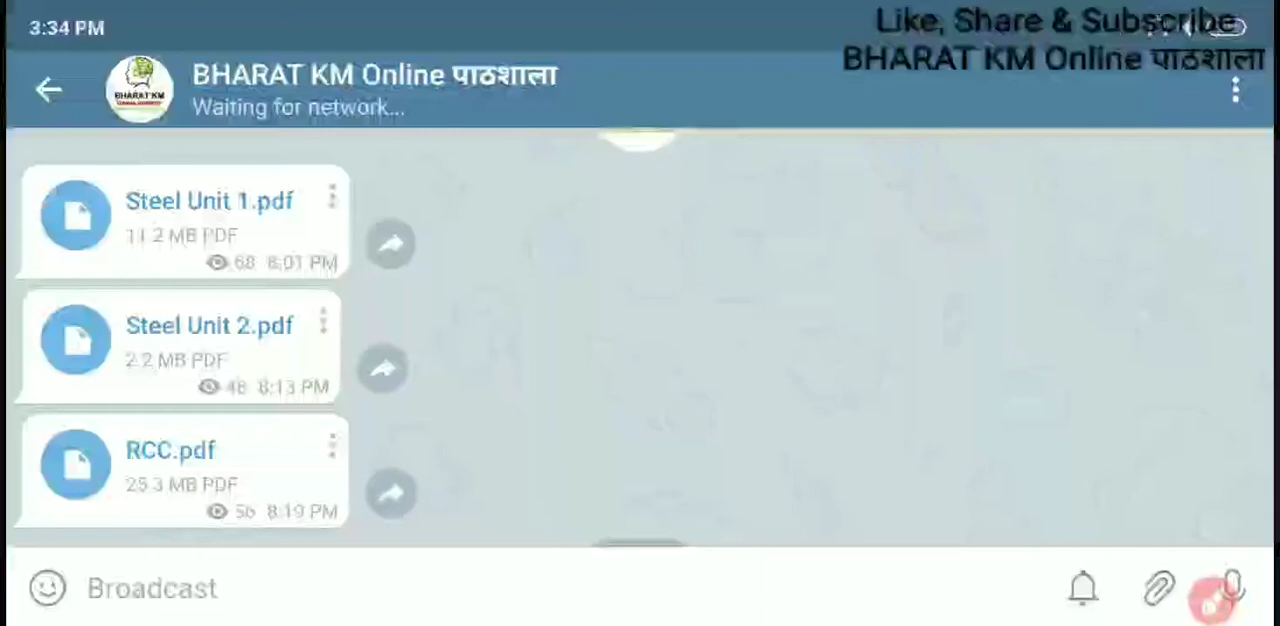 3:34 PM
Like, Share & Subscribe
BHARAT KM Online पाठशाला
BHARAT KM Online पाठशाला
Waiting for network...
BHARAT KM
Steel Unit 1.pdf
11.2 MB PDF
68 8:01 PM
Steel Unit 2.pdf
2.2 MB PDF
48 8:13 PM
RCC.pdf
25.3 MB PDF
56 8:19 PM
Broadcast